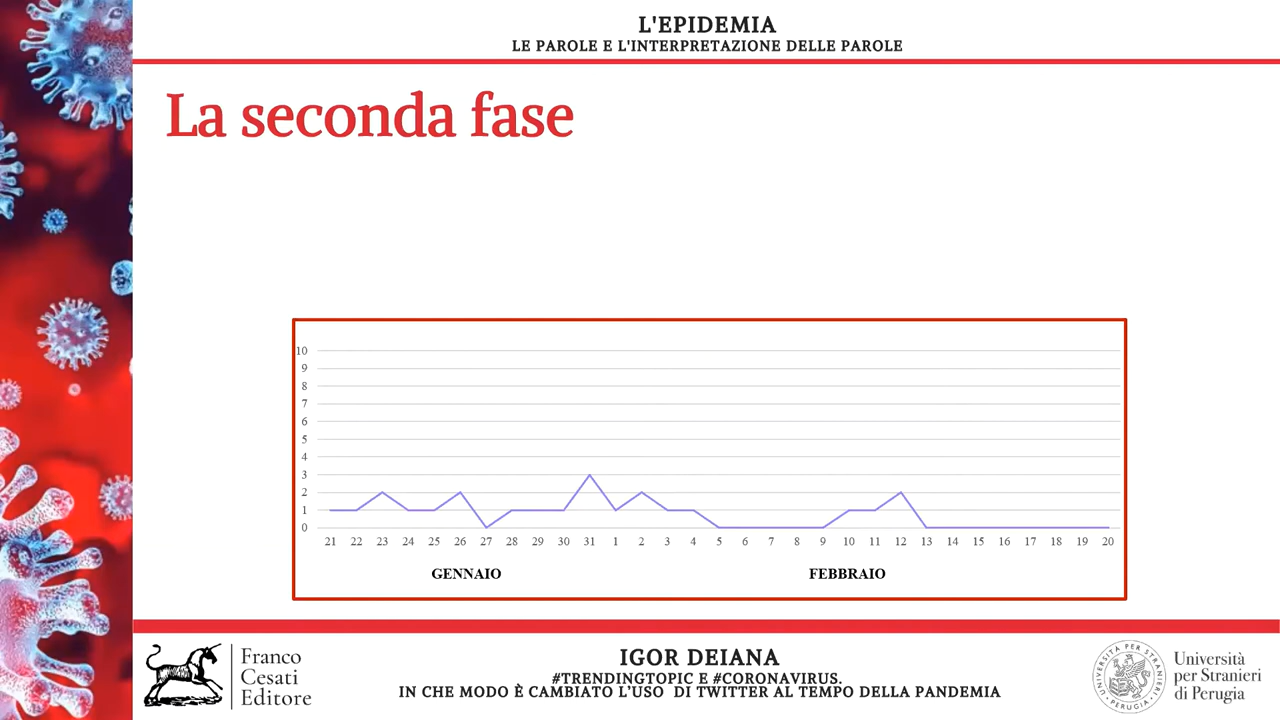 L'EPIDEMIA
LE PAROLE E L'INTERPRETAZIONE DELLE PAROLE
La seconda fase
10
9
8
7
6
5
4
3
2
1
0
21 22 23 24 25 26 27 28 29 30 31 1 2 3 4 5 6 7 8 9 10 11 12 13 14 15 16 17 18 19 20
GENNAIO FEBBRAIO
Franco
Cesati
Editore
IGOR DEIANA
#TRENDINGTOPIC E #CORONAVIRUS.
IN CHE MODO È CAMBIATO L'USO DI TWITTER AL TEMPO DELLA PANDEMIA
UNIVERSITÀ PER STRANIERI
PERUGIA
Università
per Stranieri
di Perugia